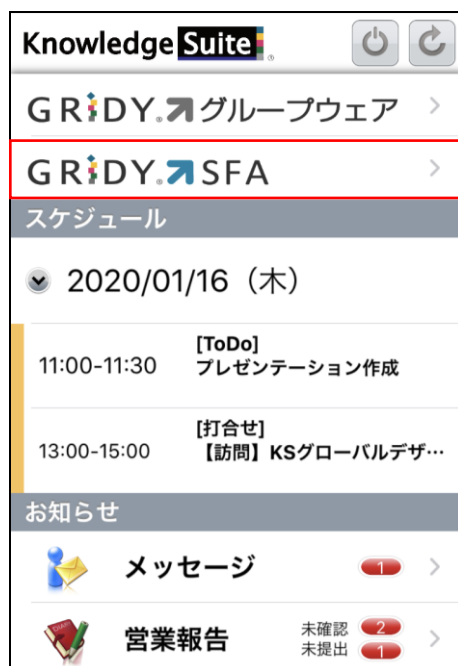 Knowledge Suite
GRiDY. グループウェア
GRiDY. SFA
スケジュール
2020/01/16（木）
[ToDo]
11:00-11:30 プレゼンテーション作成
[打合せ]
13:00-15:00 【訪問】KSグローバルデザ…
お知らせ
メッセージ 1
営業報告 未確認 2
未提出 1